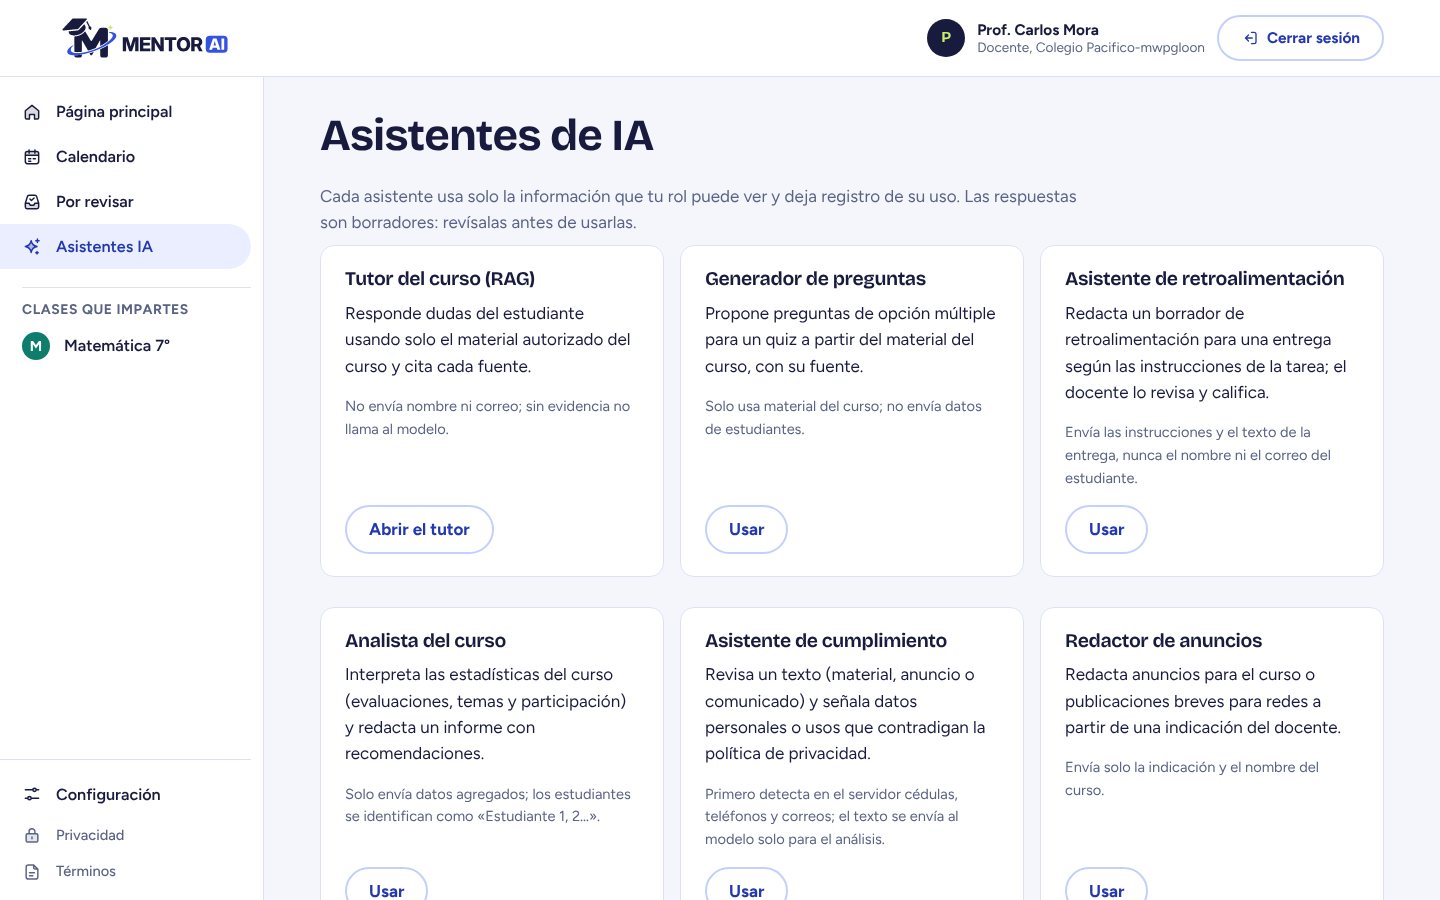 MENTOR AI
P
Prof. Carlos Mora
Docente, Colegio Pacifico-mwpgloon
Cerrar sesión
Página principal
Calendario
Por revisar
Asistentes IA
CLASES QUE IMPARTES
M
Matemática 7°
Configuración
Privacidad
Términos
Asistentes de IA
Cada asistente usa solo la información que tu rol puede ver y deja registro de su uso. Las respuestas
son borradores: revísalas antes de usarlas.
Tutor del curso (RAG)
Responde dudas del estudiante
usando solo el material autorizado del
curso y cita cada fuente.
No envía nombre ni correo; sin evidencia no
llama al modelo.
Abrir el tutor
Generador de preguntas
Propone preguntas de opción múltiple
para un quiz a partir del material del
curso, con su fuente.
Solo usa material del curso; no envía datos
de estudiantes.
Usar
Asistente de retroalimentación
Redacta un borrador de
retroalimentación para una entrega
según las instrucciones de la tarea; el
docente lo revisa y califica.
Envía las instrucciones y el texto de la
entrega, nunca el nombre ni el correo del
estudiante.
Usar
Analista del curso
Interpreta las estadísticas del curso
(evaluaciones, temas y participación)
y redacta un informe con
recomendaciones.
Solo envía datos agregados; los estudiantes
se identifican como «Estudiante 1, 2…».
Usar
Asistente de cumplimiento
Revisa un texto (material, anuncio o
comunicado) y señala datos
personales o usos que contradigan la
política de privacidad.
Primero detecta en el servidor cédulas,
teléfonos y correos; el texto se envía al
modelo solo para el análisis.
Usar
Redactor de anuncios
Redacta anuncios para el curso o
publicaciones breves para redes a
partir de una indicación del docente.
Envía solo la indicación y el nombre del
curso.
Usar